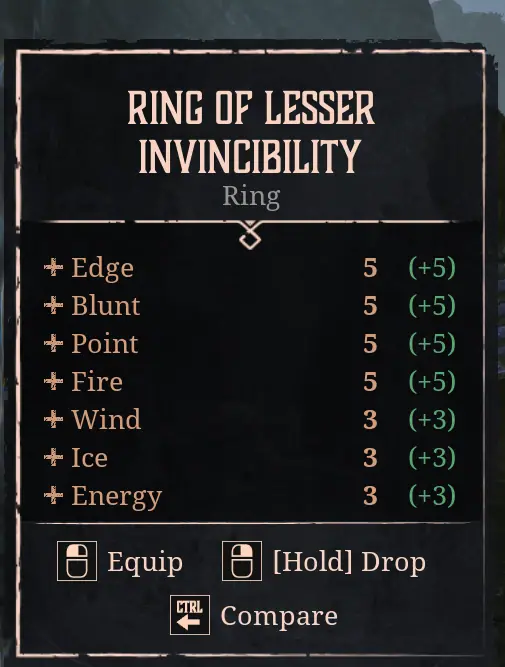 RING OF LESSER
INVINCIBILITY
Ring
Edge 5 (+5)
Blunt 5 (+5)
Point 5 (+5)
Fire 5 (+5)
Wind 3 (+3)
Ice 3 (+3)
Energy 3 (+3)
Equip [Hold] Drop
CTRL Compare